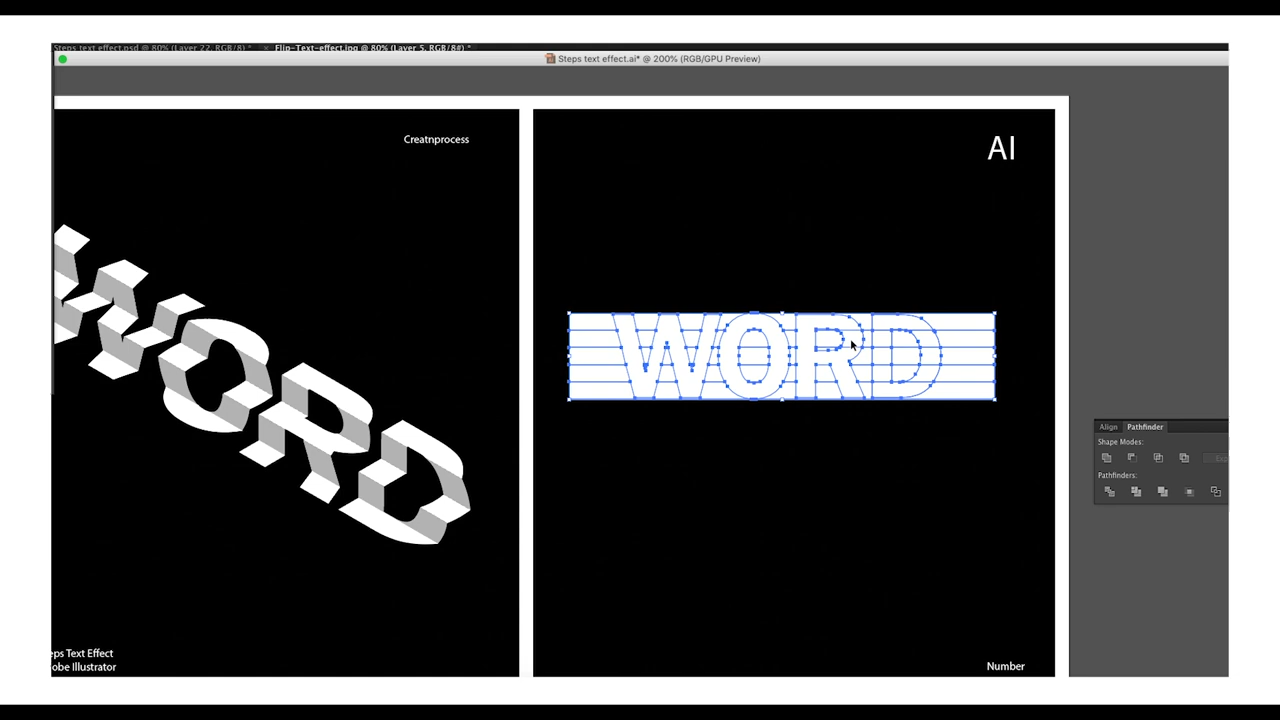 Steps text effect.psd @ 80% (Layer 22, RGB/8) * × Flip-Text-effect.jpg @ 80% (Layer 5, RGB/8#) *
Steps text effect.ai* @ 200% (RGB/GPU Preview)
Creatnprocess
AI
WORD
WORD
Align Pathfinder
Shape Modes:
Pathfinders:
eps Text Effect
obe Illustrator
Number